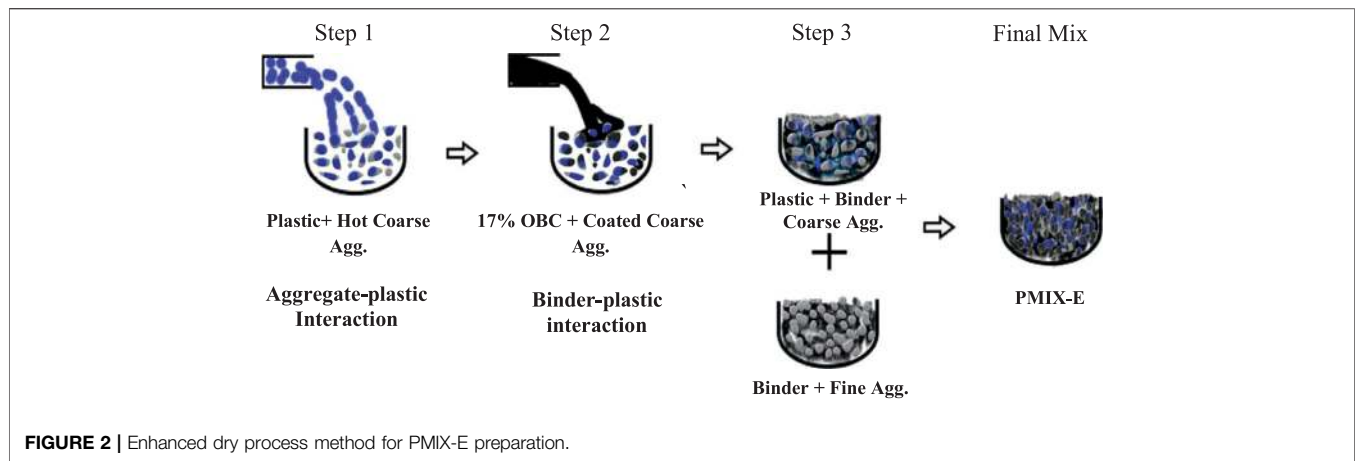 Step 1
Step 2
Step 3
Final Mix
Plastic+ Hot Coarse
Agg.
17% OBC + Coated Coarse
Agg.
`
Plastic + Binder +
Coarse Agg.
+
Aggregate-plastic
Interaction
Binder-plastic
interaction
Binder + Fine Agg.
PMIX-E
FIGURE 2 | Enhanced dry process method for PMIX-E preparation.